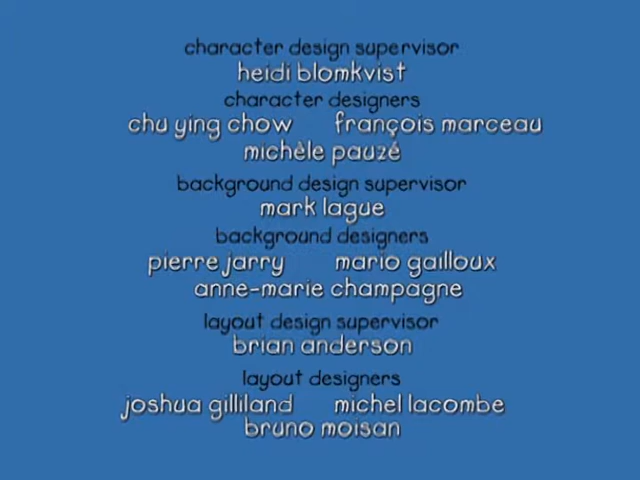 character design supervisor
heidi blomkvist
character designers
chu ying chow françois marceau
michèle pauzé
background design supervisor
mark lague
background designers
pierre jarry mario gailloux
anne-marie champagne
layout design supervisor
brian anderson
layout designers
joshua gilliland michel lacombe
bruno moisan